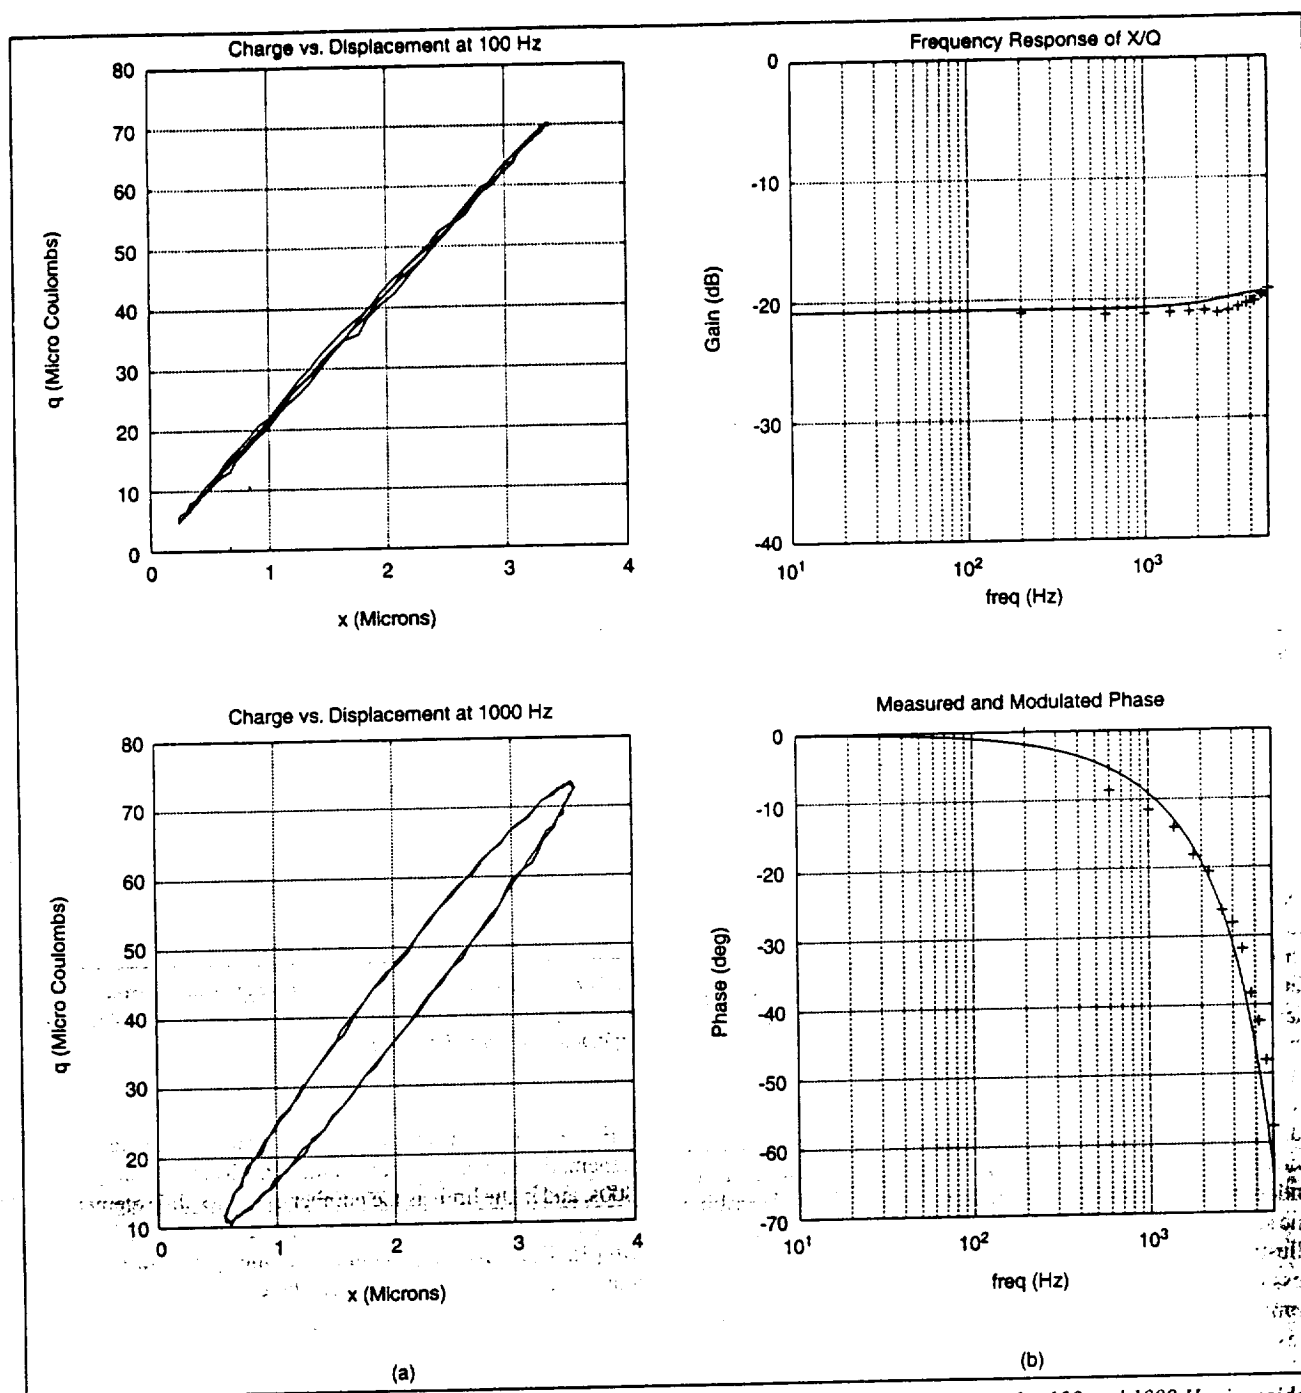 Charge vs. Displacement at 100 Hz
80
70
60
50
40
30
20
10
0
q (Micro Coulombs)
0 1 2 3 4
x (Microns)
Frequency Response of X/Q
0
-10
-20
-30
-40
Gain (dB)
10¹ 10² 10³
freq (Hz)
Charge vs. Displacement at 1000 Hz
80
70
60
50
40
30
20
10
q (Micro Coulombs)
0 1 2 3 4
x (Microns)
Measured and Modulated Phase
0
-10
-20
-30
-40
-50
-60
-70
Phase (deg)
10¹ 10² 10³
freq (Hz)
(a)
(b)